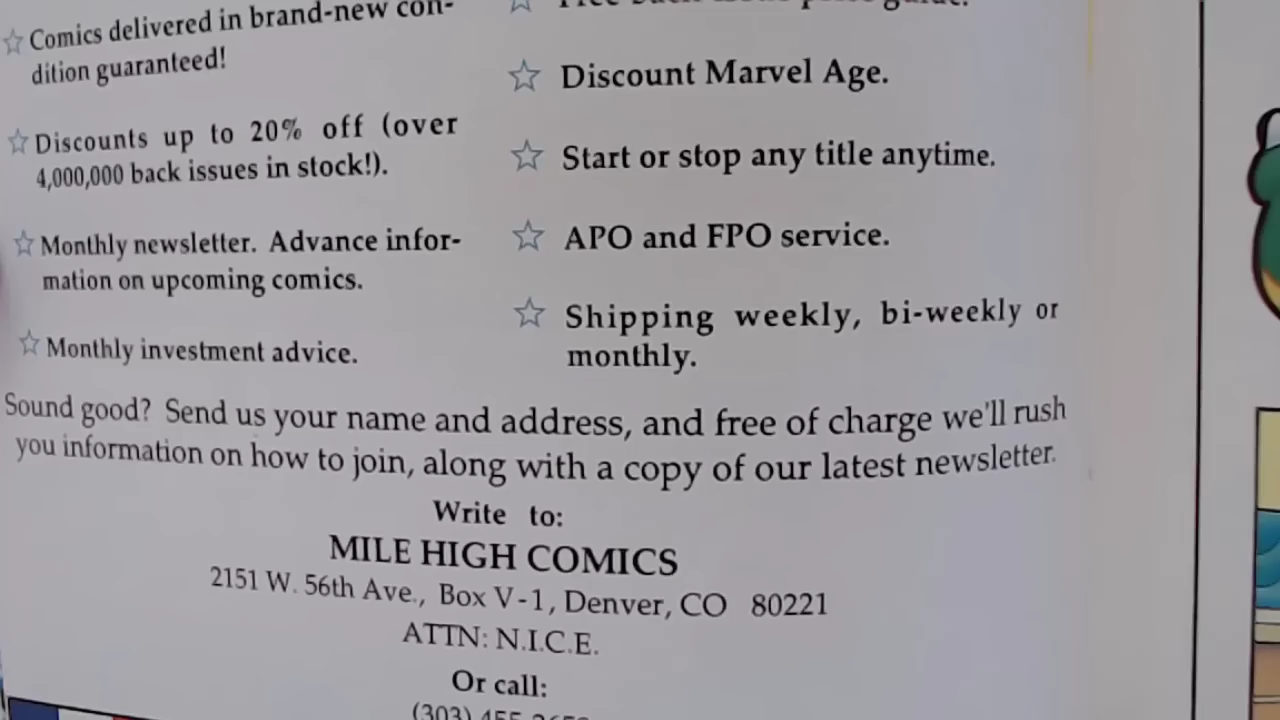 Comics delivered in brand-new con-
dition guaranteed!
Discounts up to 20% off (over
4,000,000 back issues in stock!).
Monthly newsletter. Advance infor-
mation on upcoming comics.
Monthly investment advice.
Discount Marvel Age.
Start or stop any title anytime.
APO and FPO service.
Shipping weekly, bi-weekly or
monthly.
Sound good? Send us your name and address, and free of charge we'll rush
you information on how to join, along with a copy of our latest newsletter.
Write to:
MILE HIGH COMICS
2151 W. 56th Ave., Box V-1, Denver, CO 80221
ATTN: N.I.C.E.
Or call:
(303) 455-